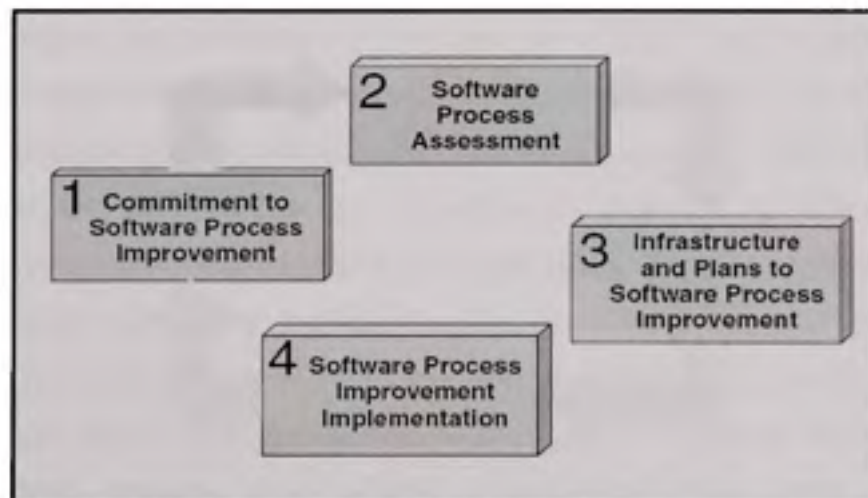 1
Commitment to
Software Process
Improvement
2
Software
Process
Assessment
3
Infrastructure
and Plans to
Software Process
Improvement
4
Software Process
Improvement
Implementation